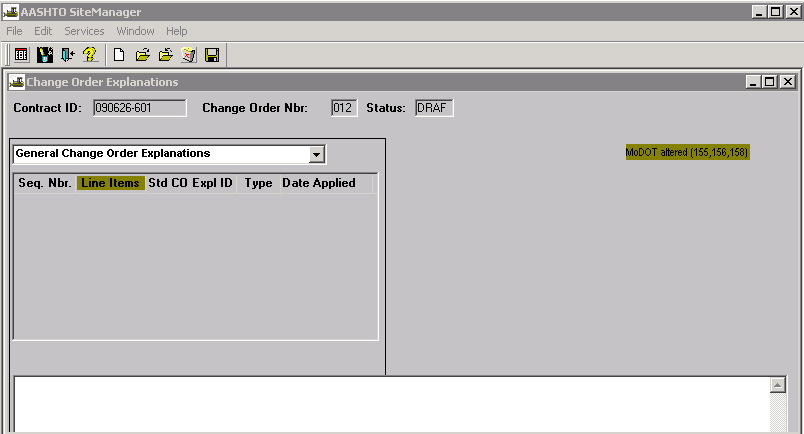 AASHTO SiteManager
File Edit Services Window Help
Change Order Explanations
Contract ID: 090626-601 Change Order Nbr: 012 Status: DRAF
General Change Order Explanations
MoDOT altered (155,156,158)
Seq. Nbr. Line Items Std CO Expl ID Type Date Applied